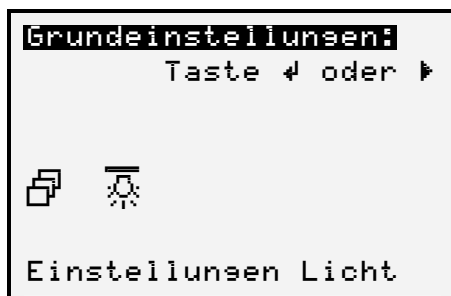 Grundeinstellungen:
Taste ↲ oder ▶
Einstellungen Licht